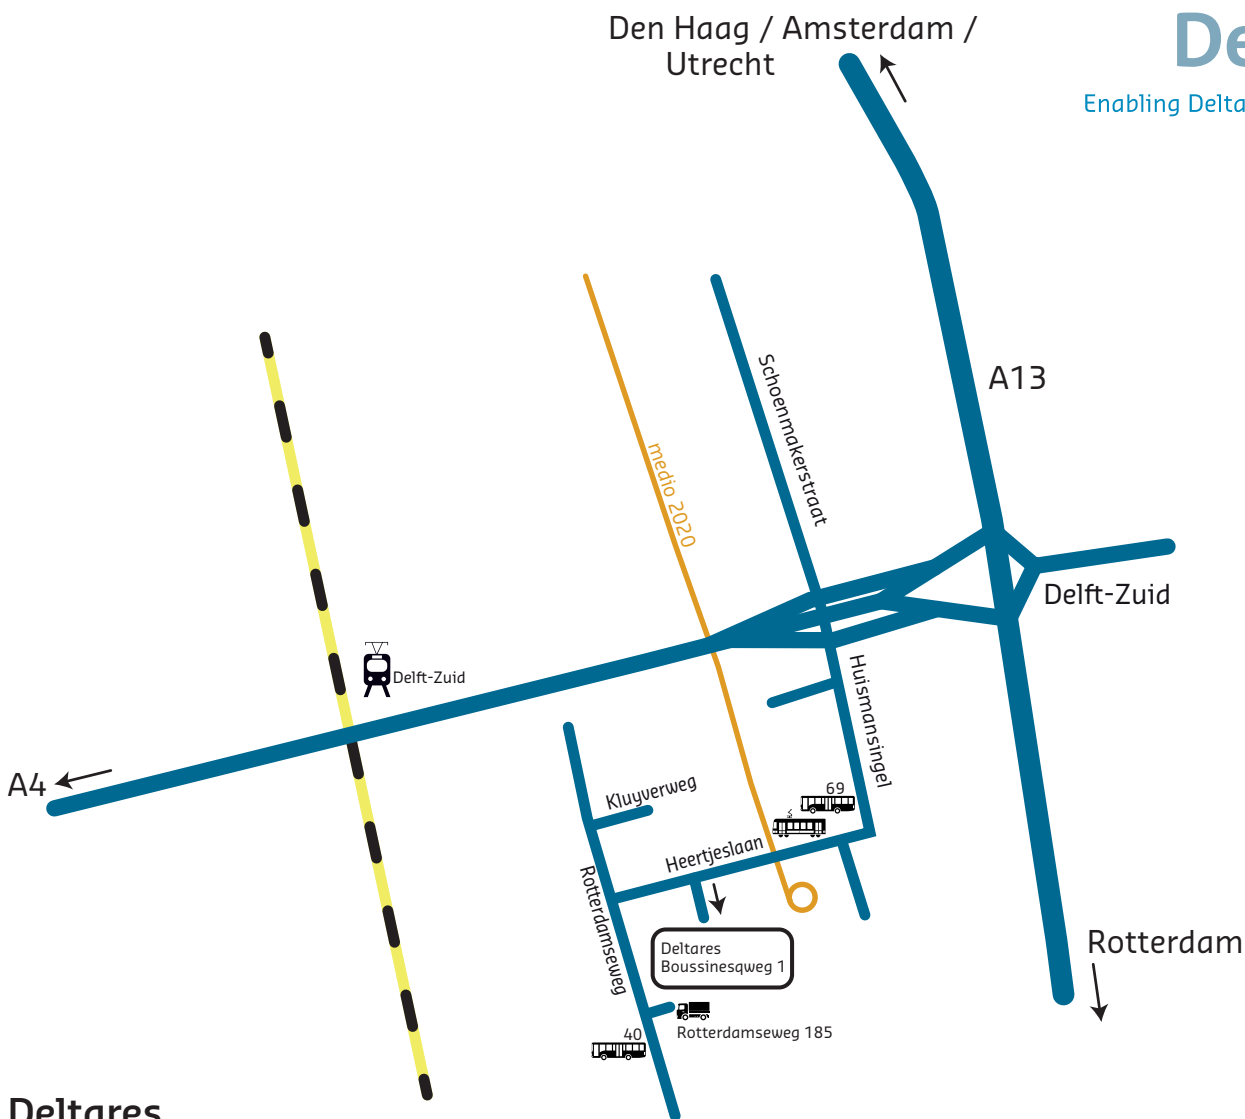 Den Haag / Amsterdam /
Utrecht
De
Enabling Delta
A13
Schoenmakerstraat
medio 2020
Delft-Zuid
Delft-Zuid
Huismansingel
A4
Kluyverweg
69
Heertjeslaan
Rotterdamseweg
Deltares
Boussinesqweg 1
Rotterdam
Rotterdamseweg 185
40
Deltares